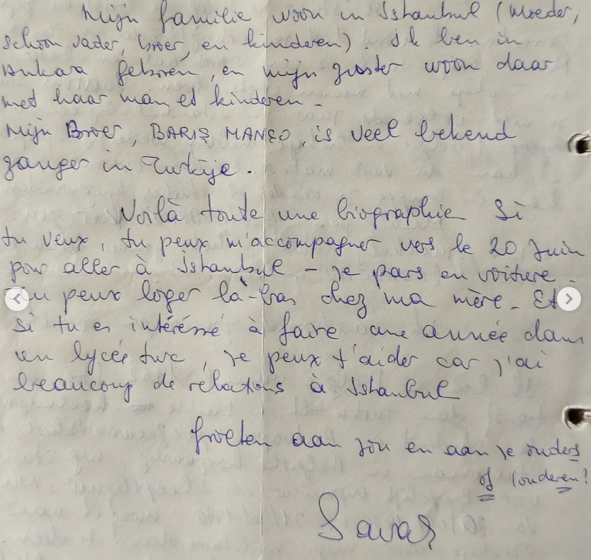 Mijn familie woon in Istanbul (moeder,
schoon vader, broer, en kinderen). Ik ben in
Ankara geboren, en mijn zuster woon daar
met haar man et kinderen.
Mijn Broer, BARIŞ MANÇO, is veel bekend
zanger in Turkije.
Voilà toute une biographie Si
tu veux, tu peux m'accompagner vers le 20 Juin
pour aller à Istanbul - je pars en voiture.
Tu peux loger là-bas chez ma mère. Et
si tu es intéressé à faire une année dans
un lycée turc, je peux t'aider car j'ai
beaucoup de relations à Istanbul
Groeten aan jou en aan je ouders
of (ouderen?
Savaş